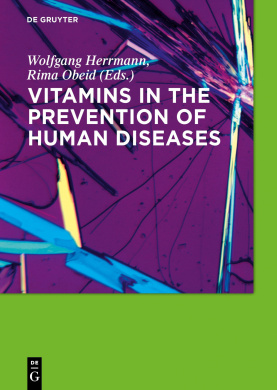 DE GRUYTER
Wolfgang Herrmann,
Rima Obeid (Eds.)
VITAMINS IN THE
PREVENTION OF
HUMAN DISEASES
DE
G